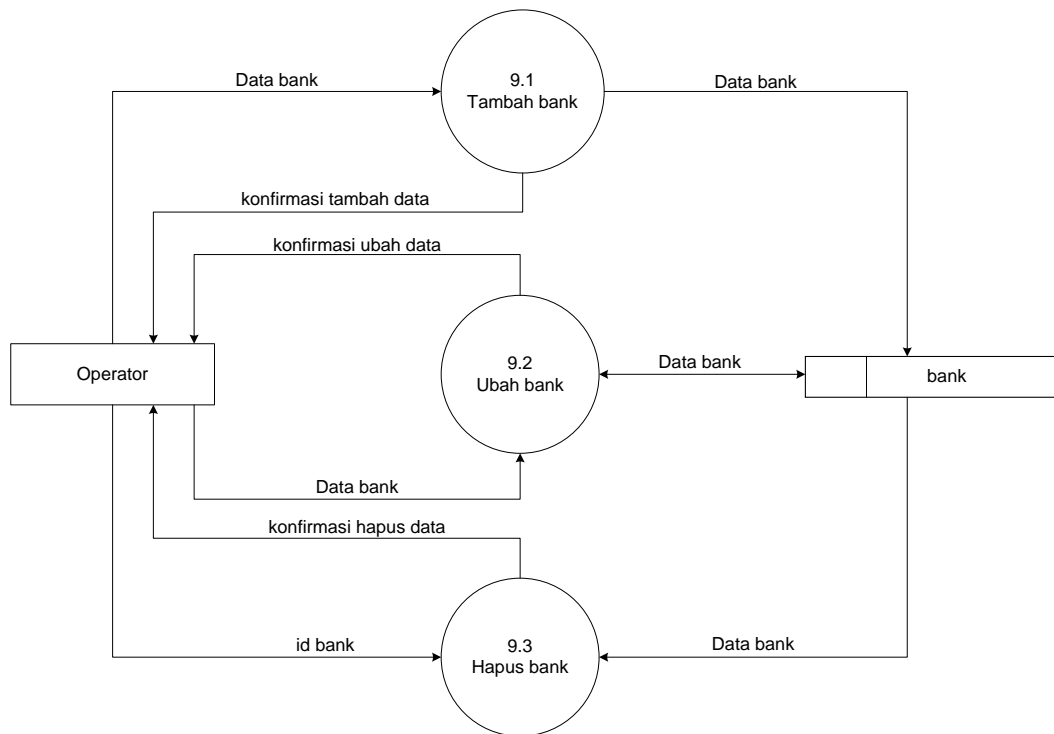 9.1
Tambah bank
Data bank
Data bank
konfirmasi tambah data
konfirmasi ubah data
Operator
9.2
Ubah bank
Data bank
bank
Data bank
konfirmasi hapus data
id bank
9.3
Hapus bank
Data bank